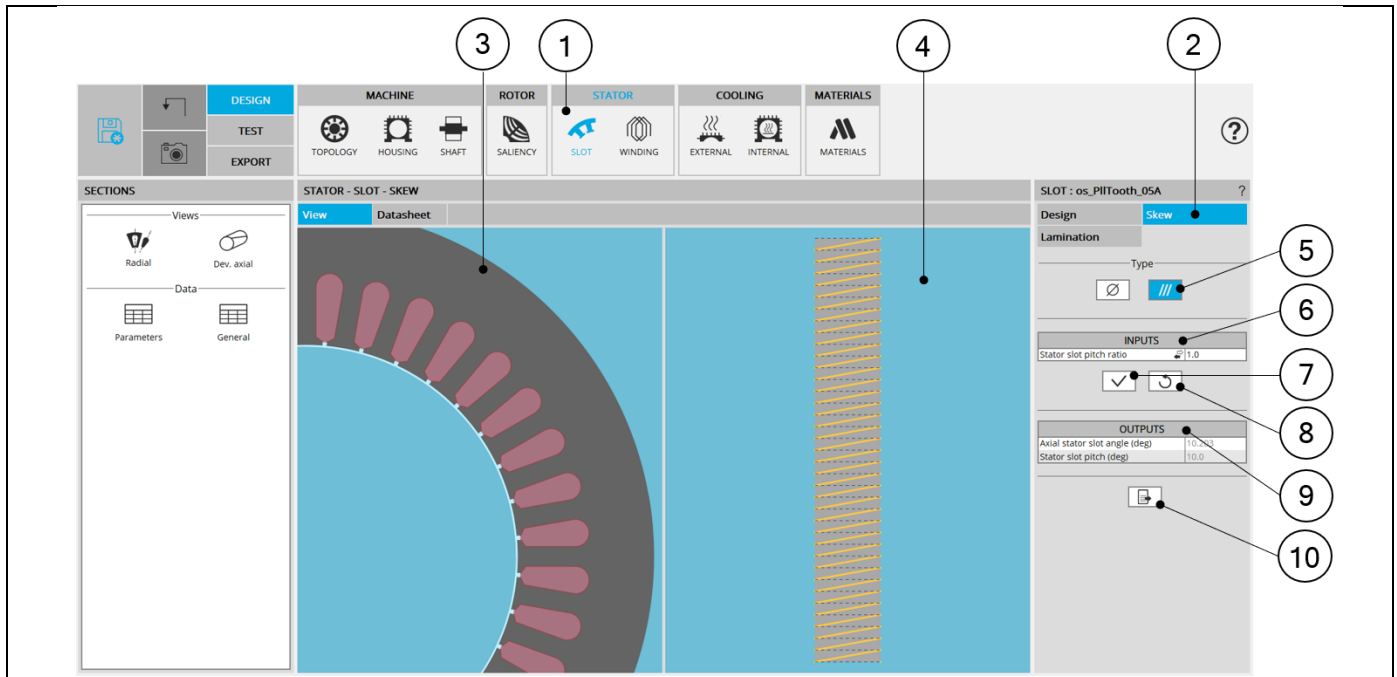 3
1
4
2
DESIGN
TEST
EXPORT
MACHINE
TOPOLOGY
HOUSING
SHAFT
ROTOR
SALIENCY
STATOR
SLOT
WINDING
COOLING
EXTERNAL
INTERNAL
MATERIALS
MATERIALS
?
SECTIONS
Views
Radial
Dev. axial
Data
Parameters
General
STATOR - SLOT - SKEW
View
Datasheet
SLOT : os_PllTooth_05A ?
Design
Skew
Lamination
Type
5
6
INPUTS
Stator slot pitch ratio 1.0
7
8
OUTPUTS
Axial stator slot angle (deg) 10.203
Stator slot pitch (deg) 10.0
9
10